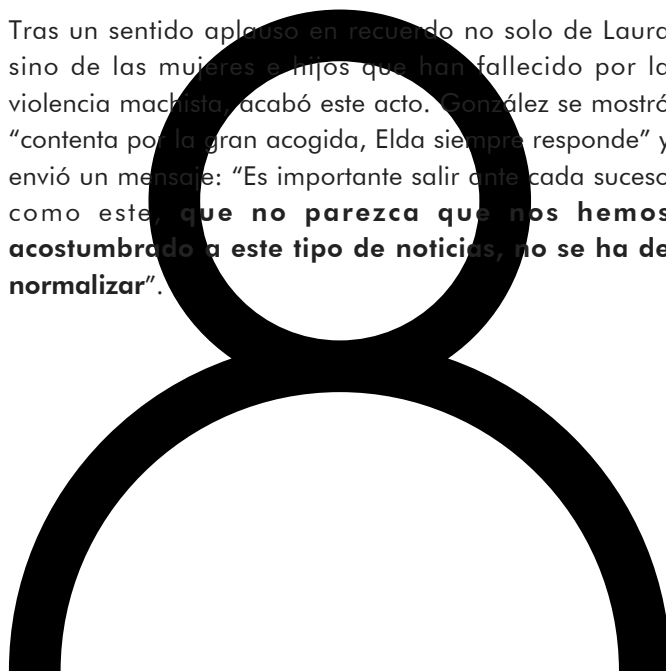 Tras un sentido aplauso en recuerdo no solo de Laura
sino de las mujeres e hijos que han fallecido por la
violencia machista, acabó este acto. González se mostró
“contenta por la gran acogida, Elda siempre responde” y
envió un mensaje: “Es importante salir ante cada suceso
como este, que no parezca que nos hemos
acostumbrado a este tipo de noticias, no se ha de
normalizar”.